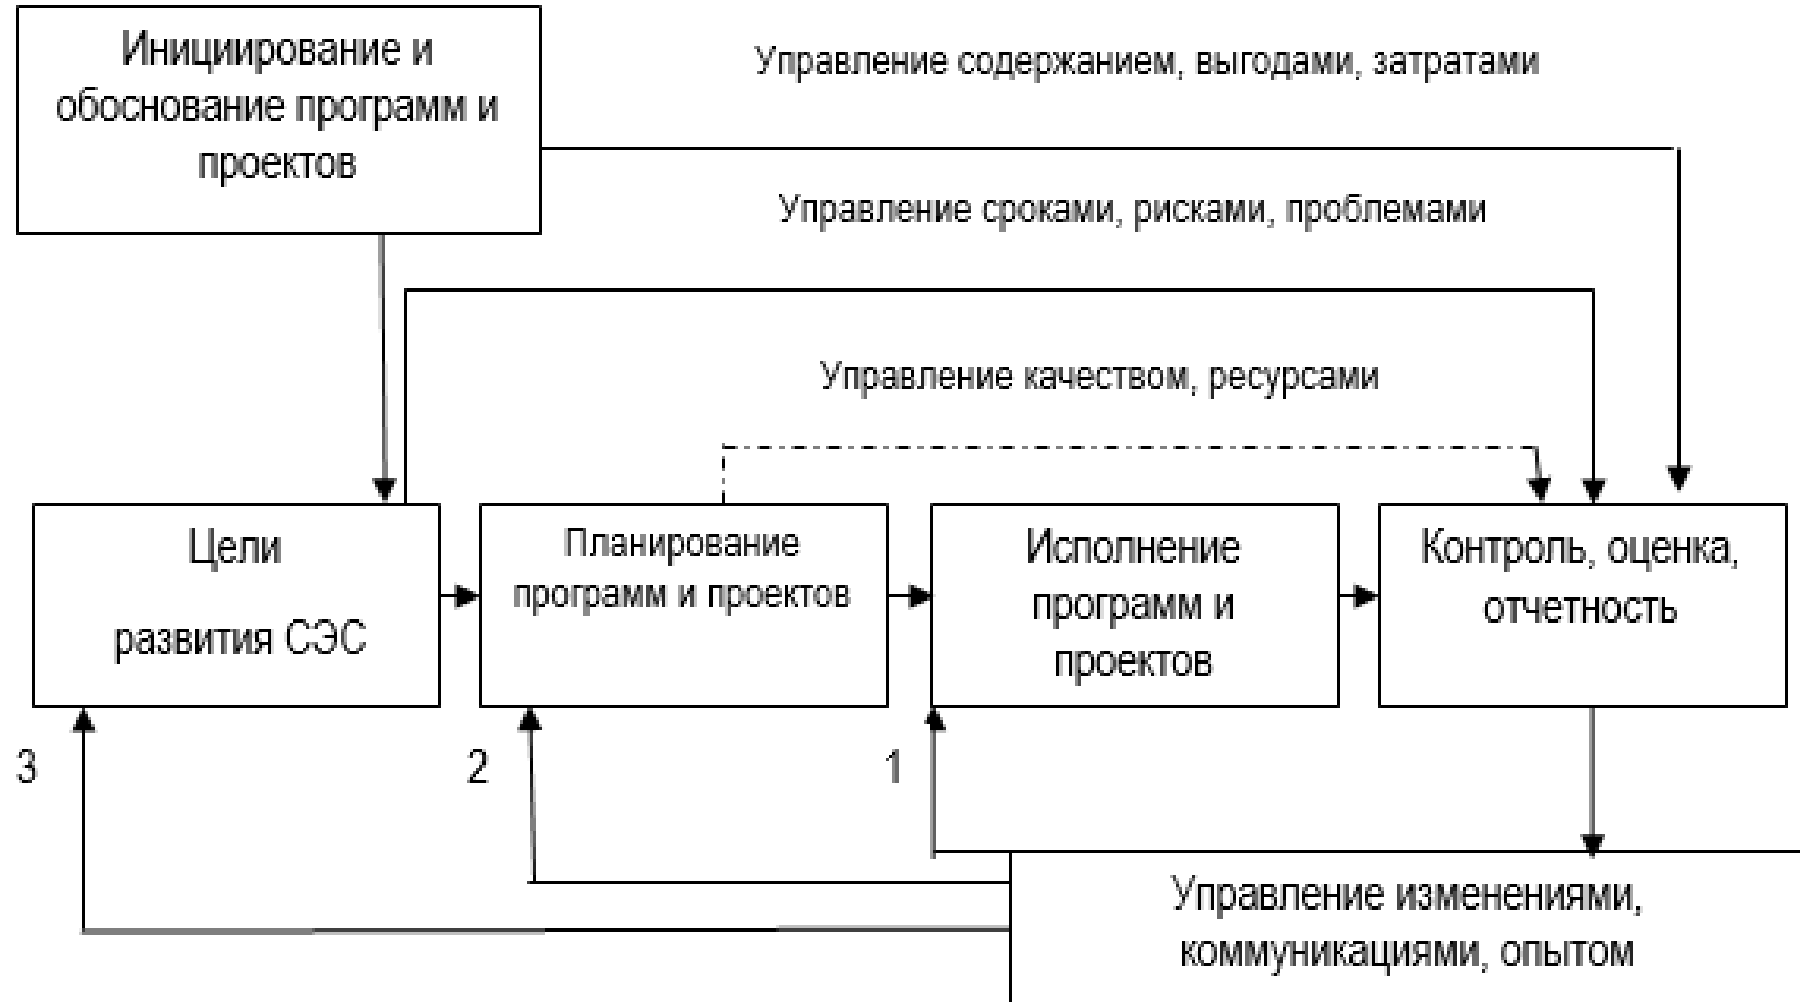 Инициирование и
обоснование программ и
проектов
Управление содержанием, выгодами, затратами
Управление сроками, рисками, проблемами
Управление качеством, ресурсами
Цели
развития СЭС
Планирование
программ и проектов
Исполнение
программ и
проектов
Контроль, оценка,
отчетность
3
2
1
Управление изменениями,
коммуникациями, опытом